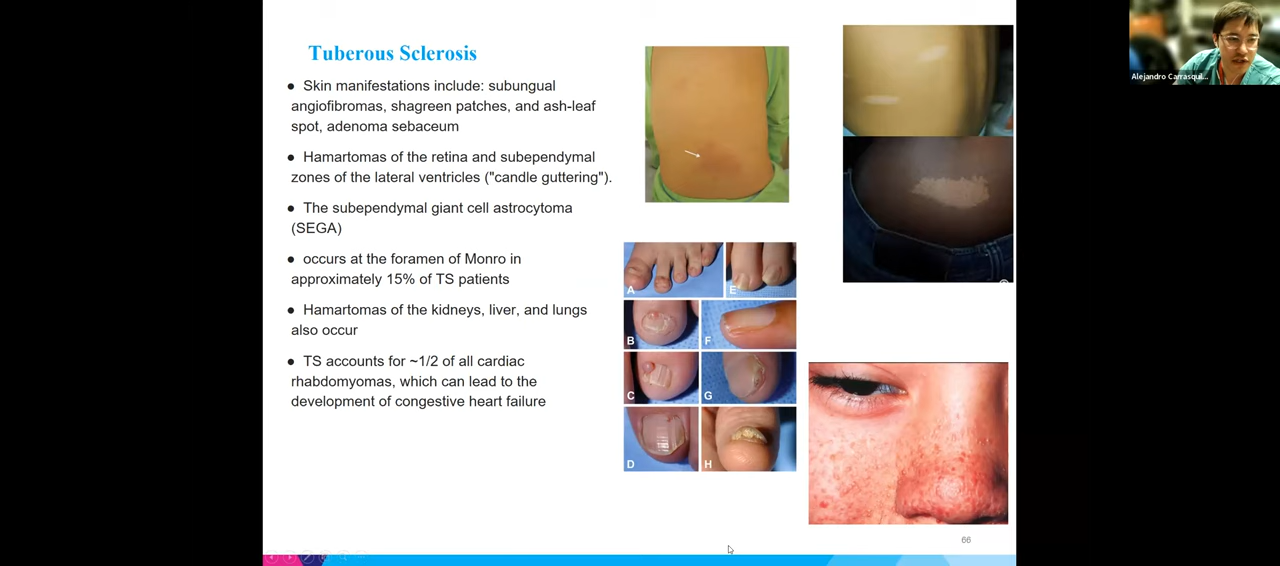 Tuberous Sclerosis
● Skin manifestations include: subungual
angiofibromas, shagreen patches, and ash-leaf
spot, adenoma sebaceum
● Hamartomas of the retina and subependymal
zones of the lateral ventricles ("candle guttering").
● The subependymal giant cell astrocytoma
(SEGA)
● occurs at the foramen of Monro in
approximately 15% of TS patients
● Hamartomas of the kidneys, liver, and lungs
also occur
● TS accounts for ~1/2 of all cardiac
rhabdomyomas, which can lead to the
development of congestive heart failure
A
E
B
F
C
G
D
H
66
Alejandro Carrasquil...